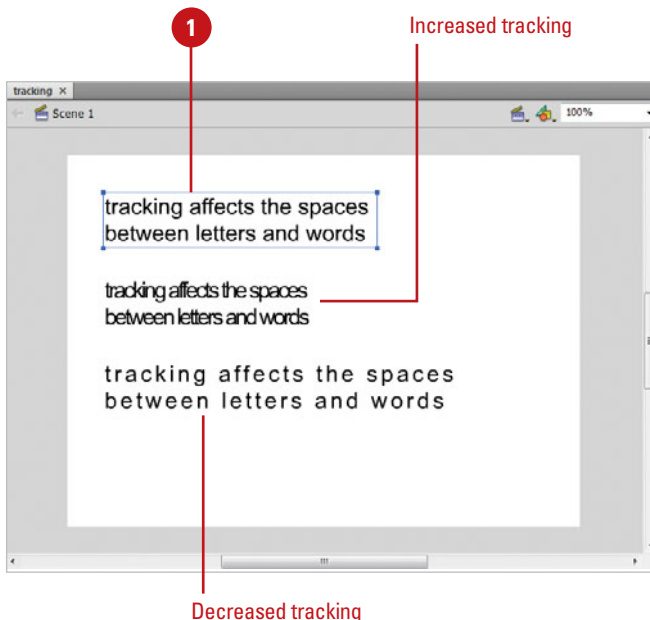 1
Increased tracking
tracking ×
Scene 1
100%
tracking affects the spaces
between letters and words
tracking affects the spaces
between letters and words
tracking affects the spaces
between letters and words
Decreased tracking